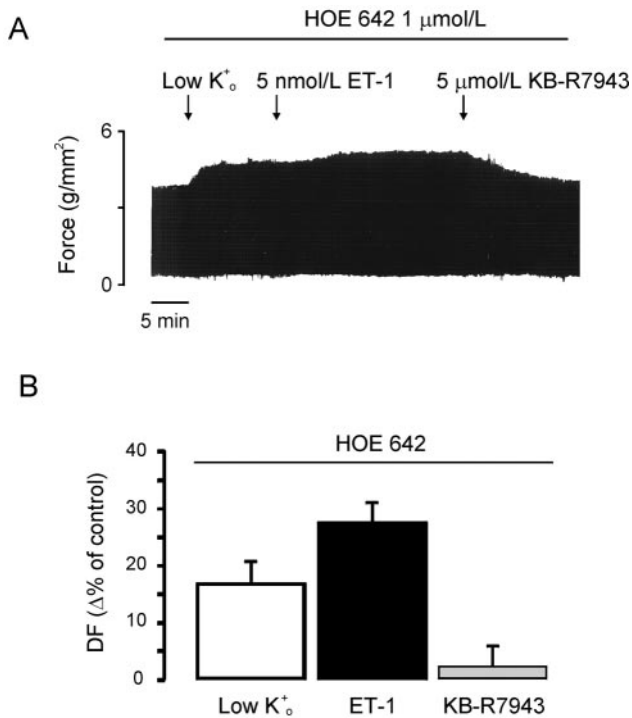 A
HOE 642 1 μmol/L
Low K⁺ₒ 5 nmol/L ET-1 5 μmol/L KB-R7943
6
Force (g/mm²)
0
5 min
B
HOE 642
40
30
20
10
0
DF (Δ% of control)
Low K⁺ₒ ET-1 KB-R7943